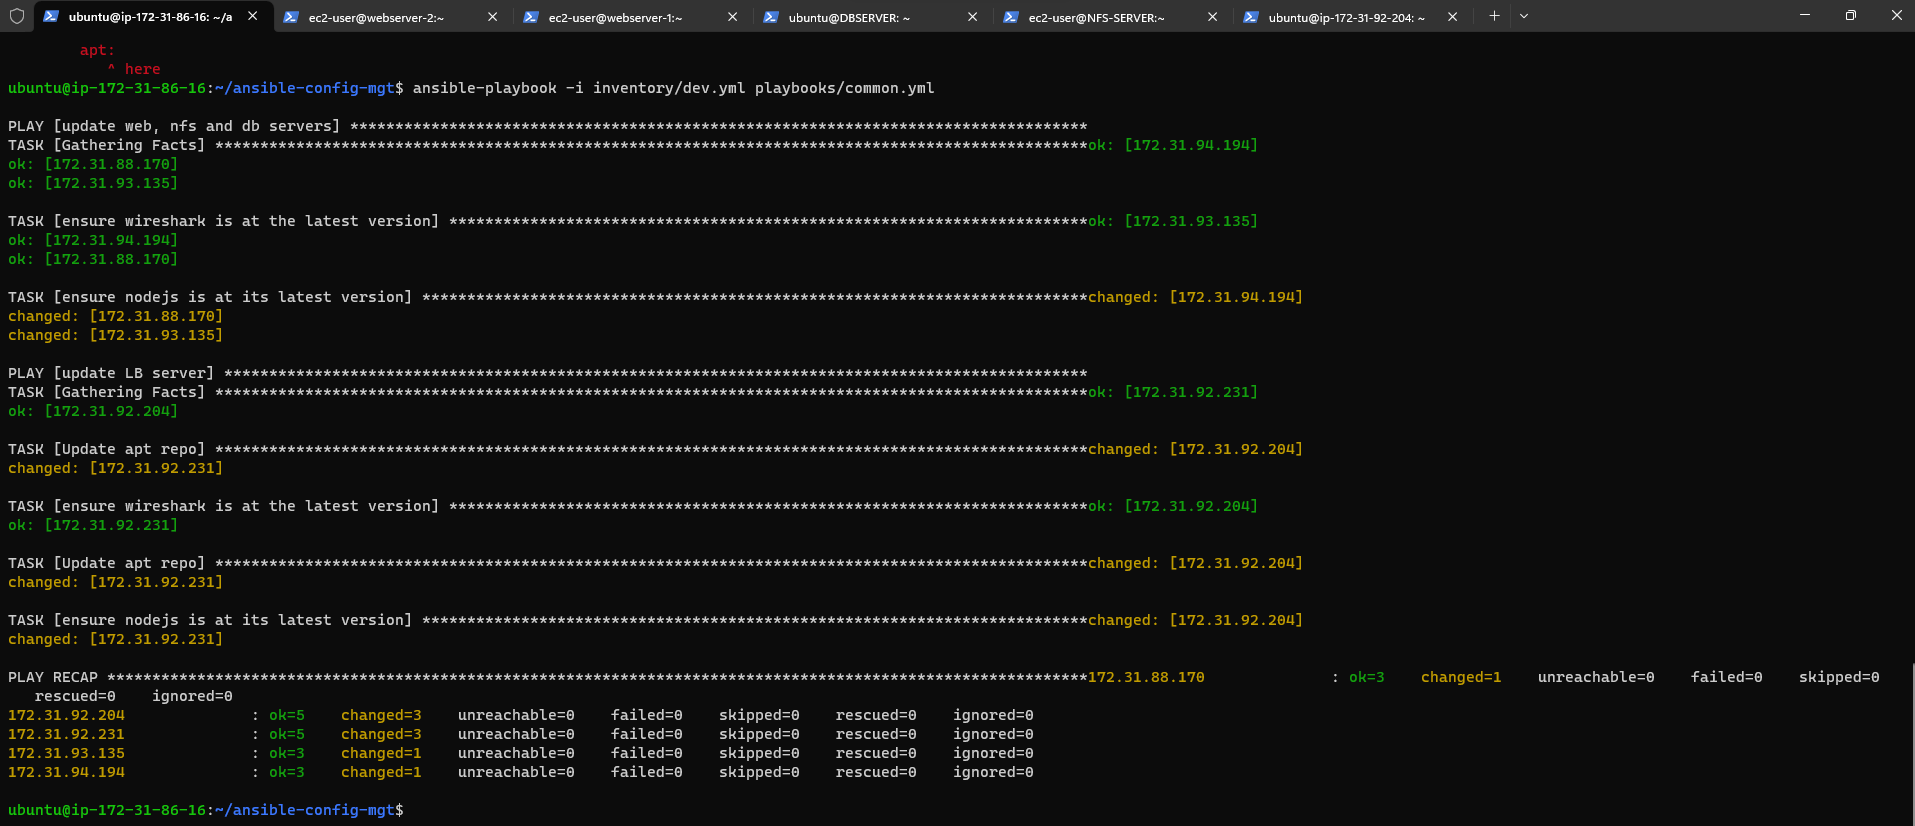 ubuntu@ip-172-31-86-16: ~/a ec2-user@webserver-2:~ ec2-user@webserver-1:~ ubuntu@DBSERVER: ~ ec2-user@NFS-SERVER:~ ubuntu@ip-172-31-92-204: ~
apt:
^ here
ubuntu@ip-172-31-86-16:~/ansible-config-mgt$ ansible-playbook -i inventory/dev.yml playbooks/common.yml
PLAY [update web, nfs and db servers] **********************************************************************************
TASK [Gathering Facts] *************************************************************************************************ok: [172.31.94.194]
ok: [172.31.88.170]
ok: [172.31.93.135]
TASK [ensure wireshark is at the latest version] ***********************************************************************ok: [172.31.93.135]
ok: [172.31.94.194]
ok: [172.31.88.170]
TASK [ensure nodejs is at its latest version] **************************************************************************changed: [172.31.94.194]
changed: [172.31.88.170]
changed: [172.31.93.135]
PLAY [update LB server] ************************************************************************************************
TASK [Gathering Facts] *************************************************************************************************ok: [172.31.92.231]
ok: [172.31.92.204]
TASK [Update apt repo] *************************************************************************************************changed: [172.31.92.204]
changed: [172.31.92.231]
TASK [ensure wireshark is at the latest version] ***********************************************************************ok: [172.31.92.204]
ok: [172.31.92.231]
TASK [Update apt repo] *************************************************************************************************changed: [172.31.92.204]
changed: [172.31.92.231]
TASK [ensure nodejs is at its latest version] **************************************************************************changed: [172.31.92.204]
changed: [172.31.92.231]
PLAY RECAP *************************************************************************************************************172.31.88.170 : ok=3 changed=1 unreachable=0 failed=0 skipped=0
rescued=0 ignored=0
172.31.92.204 : ok=5 changed=3 unreachable=0 failed=0 skipped=0 rescued=0 ignored=0
172.31.92.231 : ok=5 changed=3 unreachable=0 failed=0 skipped=0 rescued=0 ignored=0
172.31.93.135 : ok=3 changed=1 unreachable=0 failed=0 skipped=0 rescued=0 ignored=0
172.31.94.194 : ok=3 changed=1 unreachable=0 failed=0 skipped=0 rescued=0 ignored=0
ubuntu@ip-172-31-86-16:~/ansible-config-mgt$